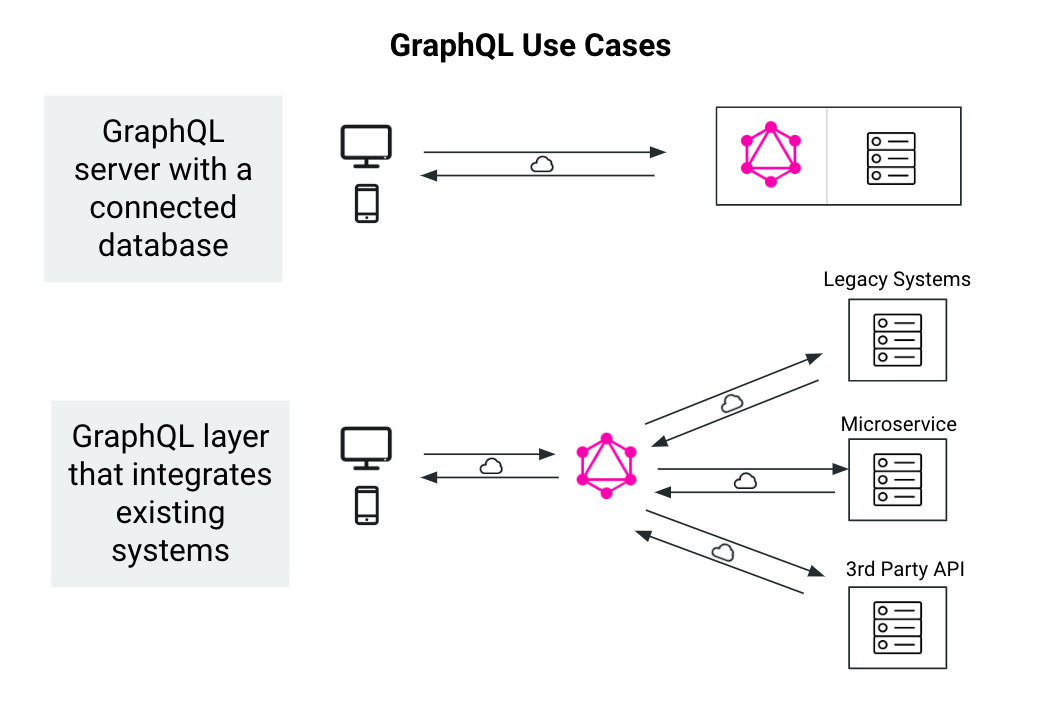 GraphQL Use Cases
GraphQL
server with a
connected
database
Legacy Systems
GraphQL layer
that integrates
existing
systems
Microservice
3rd Party API